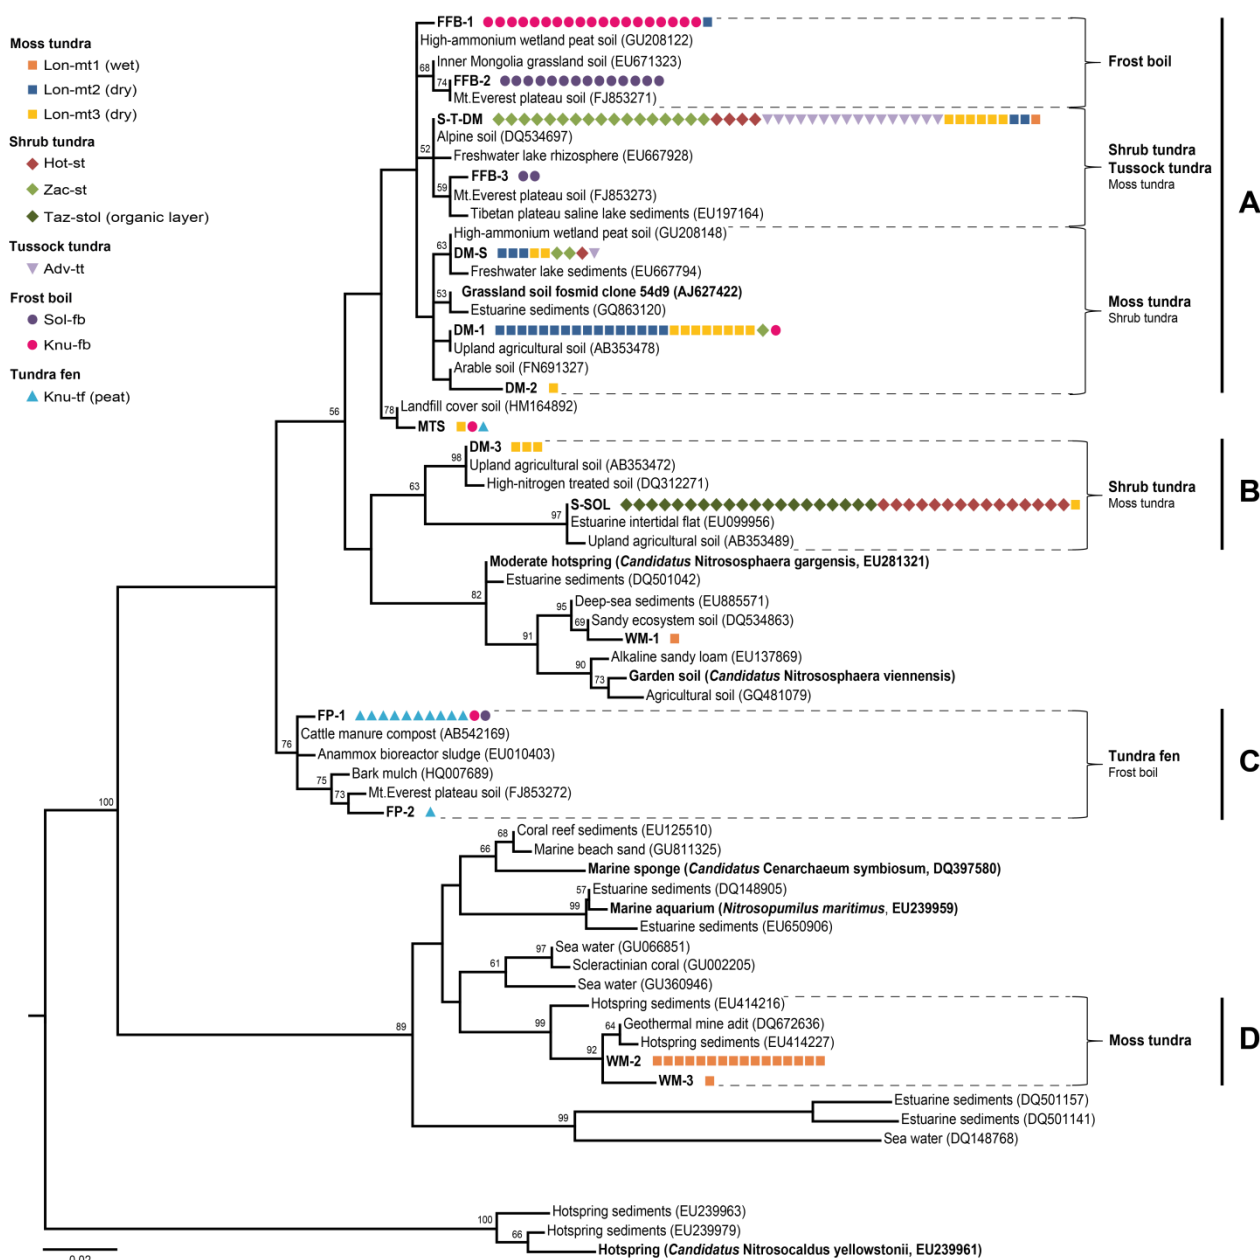 Moss tundra
Lon-mt1 (wet)
Lon-mt2 (dry)
Lon-mt3 (dry)
Shrub tundra
Hot-st
Zac-st
Taz-stol (organic layer)
Tussock tundra
Adv-tt
Frost boil
Sol-fb
Knu-fb
Tundra fen
Knu-tf (peat)
FFB-1
High-ammonium wetland peat soil (GU208122)
Inner Mongolia grassland soil (EU671323)
68
74 FFB-2
Mt.Everest plateau soil (FJ853271)
Frost boil
S-T-DM
Alpine soil (DQ534697)
52
Freshwater lake rhizosphere (EU667928)
FFB-3
59
Mt.Everest plateau soil (FJ853273)
Tibetan plateau saline lake sediments (EU197164)
Shrub tundra
Tussock tundra
Moss tundra
A
High-ammonium wetland peat soil (GU208148)
63
DM-S
Freshwater lake sediments (EU667794)
Grassland soil fosmid clone 54d9 (AJ627422)
53
Estuarine sediments (GQ863120)
DM-1
Upland agricultural soil (AB353478)
Arable soil (FN691327)
DM-2
Moss tundra
Shrub tundra
78
Landfill cover soil (HM164892)
MTS
56
DM-3
98
Upland agricultural soil (AB353472)
High-nitrogen treated soil (DQ312271)
63
S-SOL
97
Estuarine intertidal flat (EU099956)
Upland agricultural soil (AB353489)
Shrub tundra
Moss tundra
B
Moderate hotspring (Candidatus Nitrososphaera gargensis, EU281321)
Estuarine sediments (DQ501042)
82
Deep-sea sediments (EU885571)
95
Sandy ecosystem soil (DQ534863)
69
WM-1
91
Alkaline sandy loam (EU137869)
90
Garden soil (Candidatus Nitrososphaera viennensis)
73
Agricultural soil (GQ481079)
FP-1
Cattle manure compost (AB542169)
76
Anammox bioreactor sludge (EU010403)
Bark mulch (HQ007689)
75
Mt.Everest plateau soil (FJ853272)
73
FP-2
Tundra fen
Frost boil
C
100
Coral reef sediments (EU125510)
68
Marine beach sand (GU811325)
66
Marine sponge (Candidatus Cenarchaeum symbiosum, DQ397580)
Estuarine sediments (DQ148905)
57
Marine aquarium (Nitrosopumilus maritimus, EU239959)
99
Estuarine sediments (EU650906)
Sea water (GU066851)
97
Scleractinian coral (GU002205)
61
Sea water (GU360946)
Hotspring sediments (EU414216)
99
Geothermal mine adit (DQ672636)
64
Hotspring sediments (EU414227)
92
WM-2
WM-3
Moss tundra
D
89
Estuarine sediments (DQ501157)
99
Estuarine sediments (DQ501141)
Sea water (DQ148768)
Hotspring sediments (EU239963)
100
Hotspring sediments (EU239979)
66
Hotspring (Candidatus Nitrosocaldus yellowstonii, EU239961)